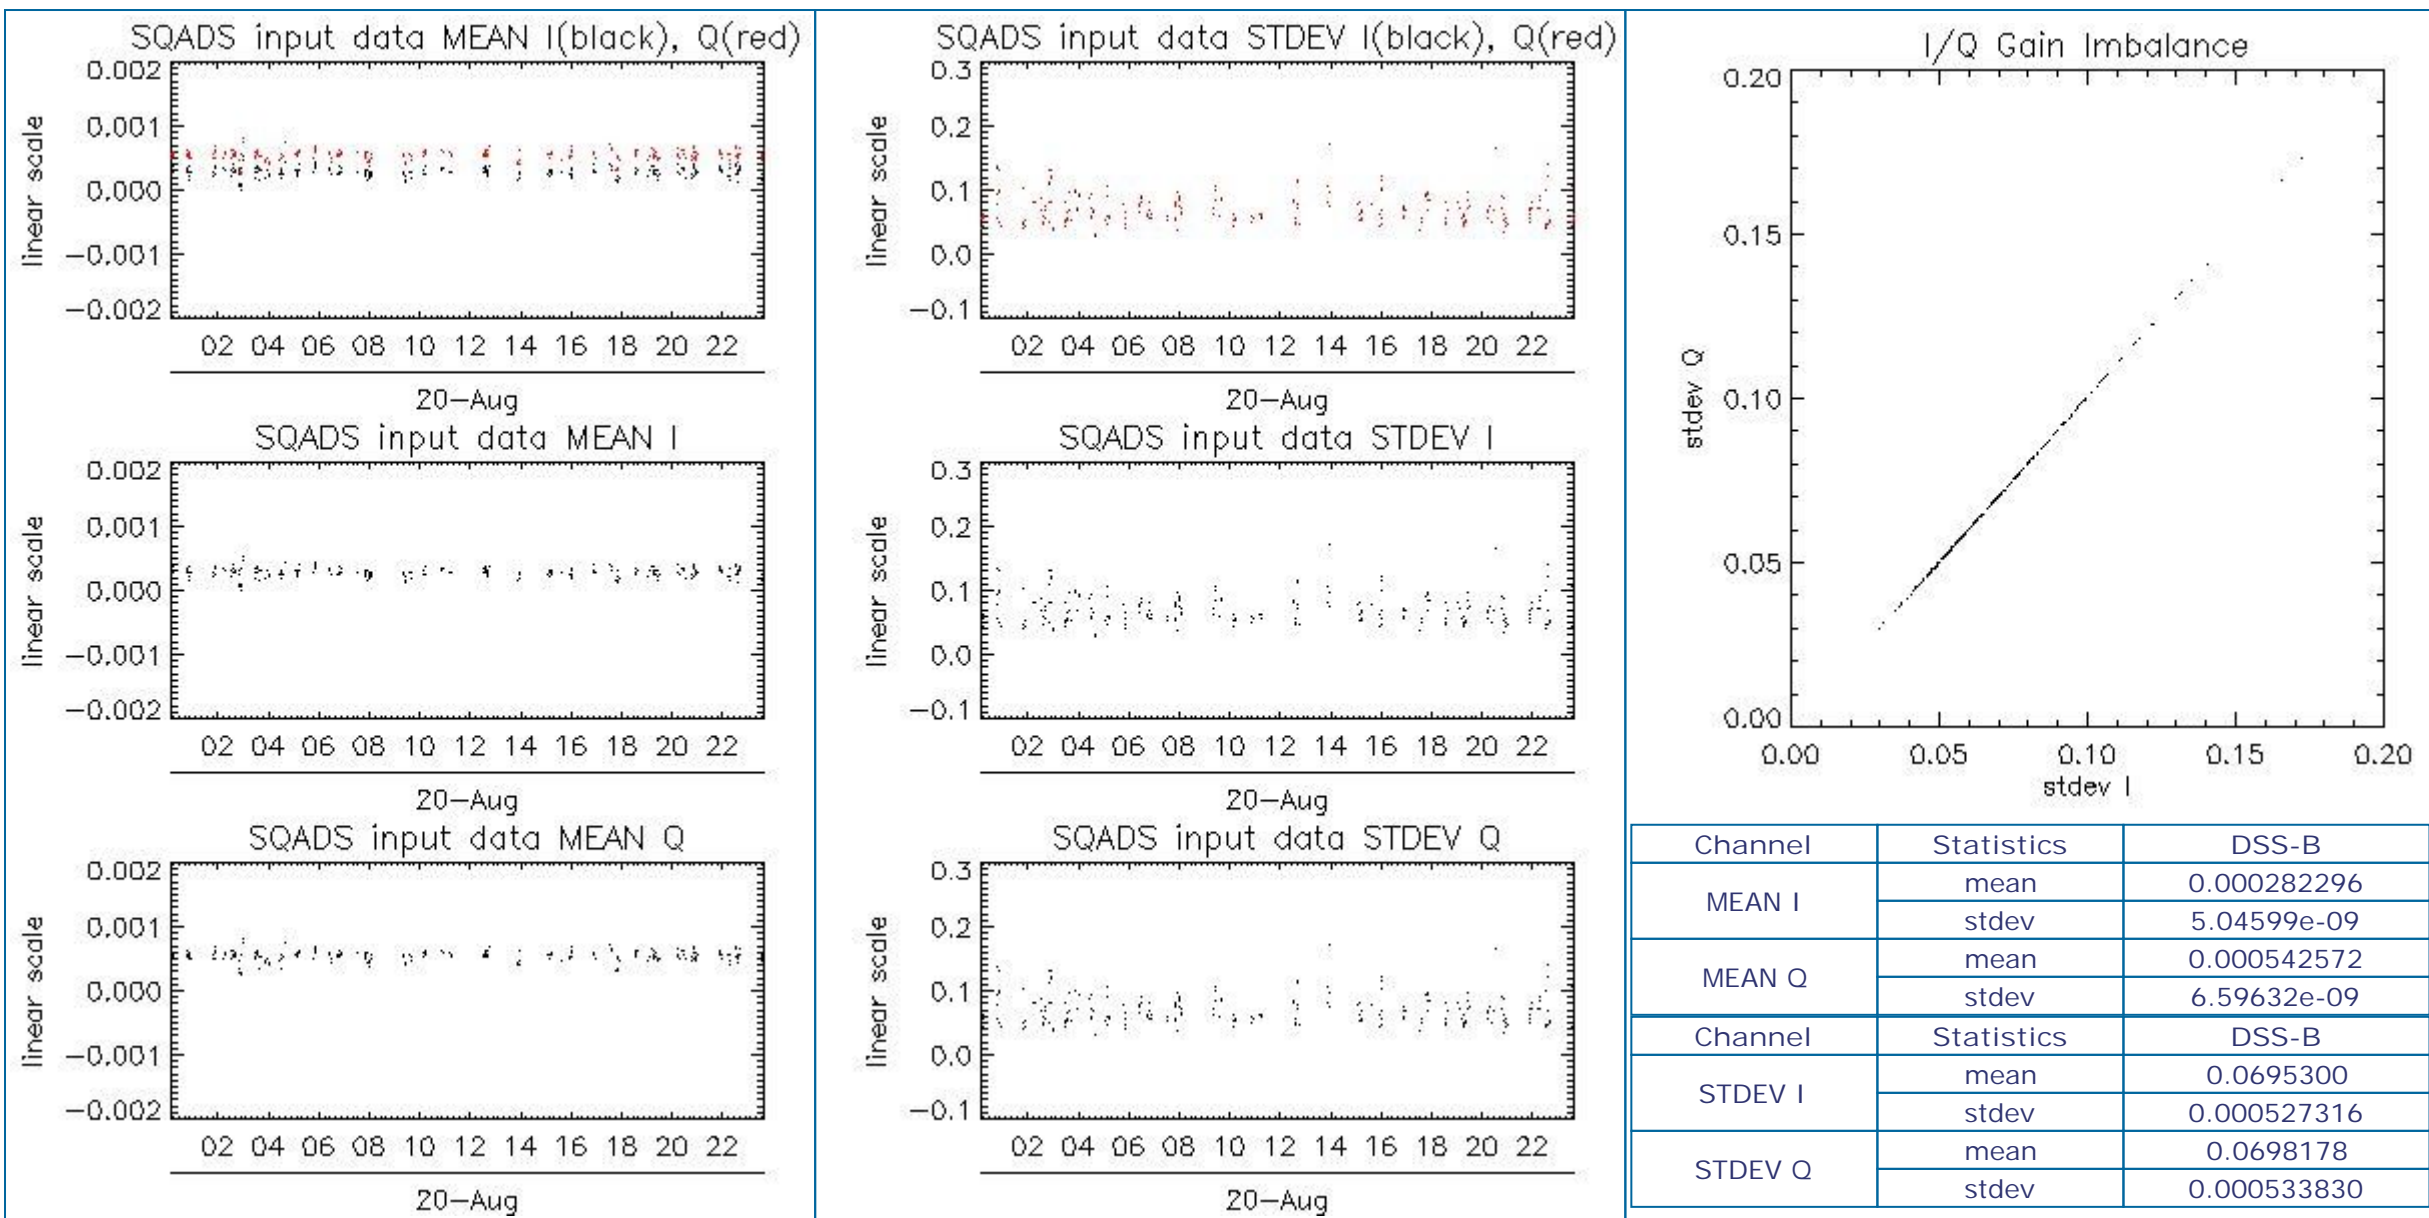 SQADS input data MEAN I(black), Q(red)
0.002
0.001
0.000
−0.001
−0.002
linear scale
02 04 06 08 10 12 14 16 18 20 22
20−Aug
SQADS input data MEAN I
0.002
0.001
0.000
−0.001
−0.002
linear scale
02 04 06 08 10 12 14 16 18 20 22
20−Aug
SQADS input data MEAN Q
0.002
0.001
0.000
−0.001
−0.002
linear scale
02 04 06 08 10 12 14 16 18 20 22
20−Aug
SQADS input data STDEV I(black), Q(red)
0.3
0.2
0.1
0.0
−0.1
linear scale
02 04 06 08 10 12 14 16 18 20 22
20−Aug
SQADS input data STDEV I
0.3
0.2
0.1
0.0
−0.1
linear scale
02 04 06 08 10 12 14 16 18 20 22
20−Aug
SQADS input data STDEV Q
0.3
0.2
0.1
0.0
−0.1
linear scale
02 04 06 08 10 12 14 16 18 20 22
20−Aug
I/Q Gain Imbalance
0.20
0.15
0.10
0.05
0.00
stdev Q
0.00 0.05 0.10 0.15 0.20
stdev I
Channel Statistics DSS-B
MEAN I mean 0.000282296
stdev 5.04599e-09
MEAN Q mean 0.000542572
stdev 6.59632e-09
Channel Statistics DSS-B
STDEV I mean 0.0695300
stdev 0.000527316
STDEV Q mean 0.0698178
stdev 0.000533830